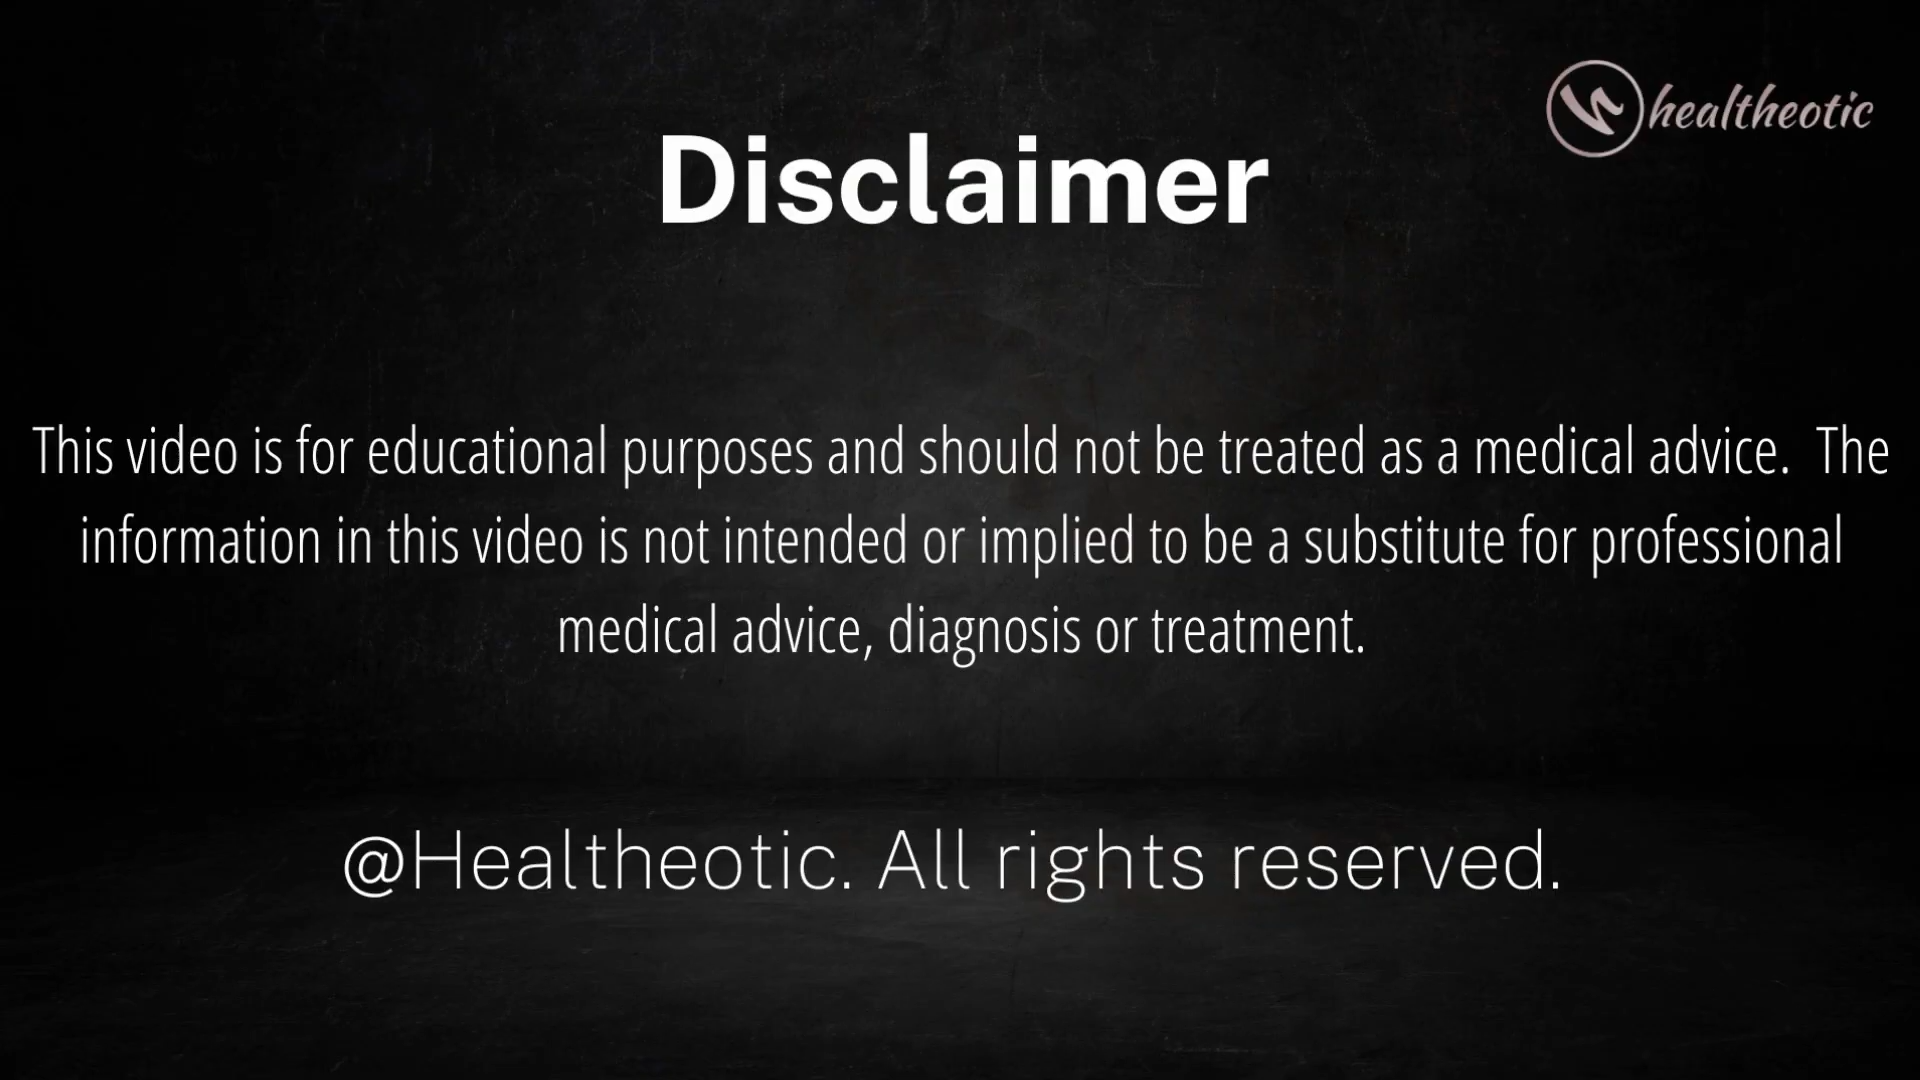 healtheotic
Disclaimer
This video is for educational purposes and should not be treated as a medical advice.  The
information in this video is not intended or implied to be a substitute for professional
medical advice, diagnosis or treatment.
@Healtheotic. All rights reserved.